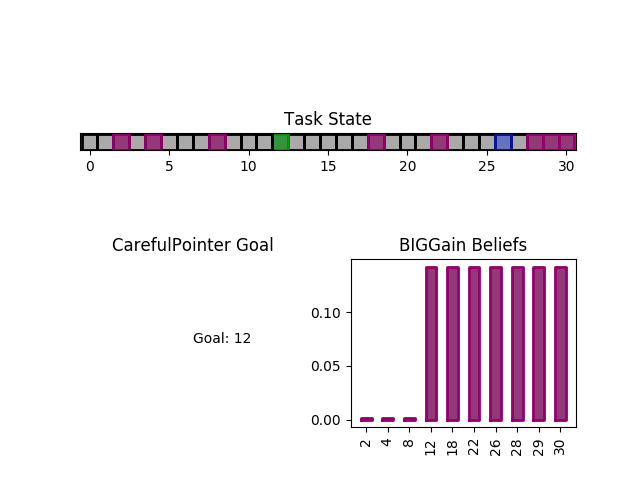 Task State
0 5 10 15 20 25 30
CarefulPointer Goal
Goal: 12
BIGGain Beliefs
0.10
0.05
0.00
2 4 8 12 18 22 26 28 29 30